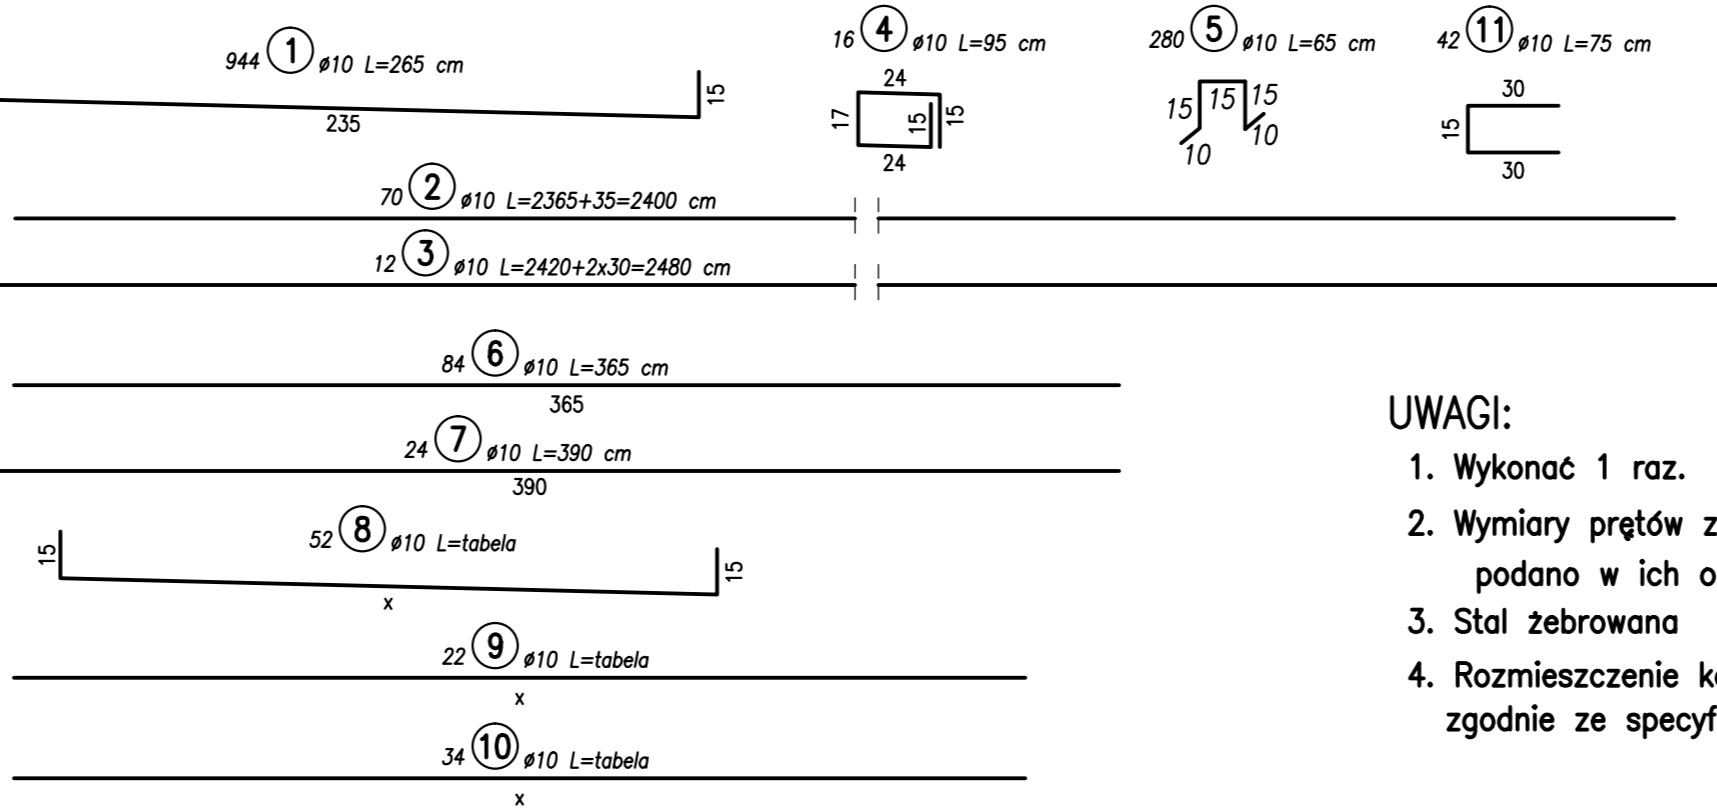 944 1 ø10 L=265 cm
235
15
16 4 ø10 L=95 cm
24
17
15
15
24
280 5 ø10 L=65 cm
15
15
15
10
10
42 11 ø10 L=75 cm
30
15
30
70 2 ø10 L=2365+35=2400 cm
12 3 ø10 L=2420+2x30=2480 cm
84 6 ø10 L=365 cm
365
24 7 ø10 L=390 cm
390
52 8 ø10 L=tabela
15
15
x
22 9 ø10 L=tabela
x
34 10 ø10 L=tabela
x
UWAGI:
1. Wykonać 1 raz.
2. Wymiary prętów z
podano w ich o
3. Stal żebrowana
4. Rozmieszczenie k
zgodnie ze specyf